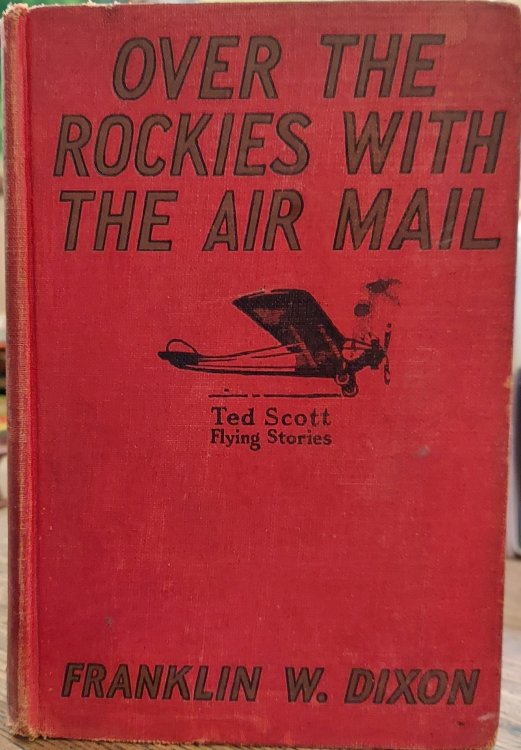 OVER THE
ROCKIES WITH
THE AIR MAIL
Ted Scott
Flying Stories
FRANKLIN W. DIXON